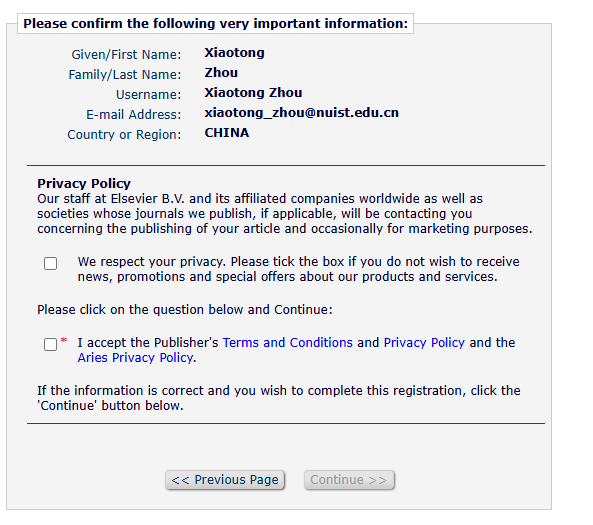 Please confirm the following very important information:
Given/First Name: Xiaotong
Family/Last Name: Zhou
Username: Xiaotong Zhou
E-mail Address: xiaotong_zhou@nuist.edu.cn
Country or Region: CHINA
Privacy Policy
Our staff at Elsevier B.V. and its affiliated companies worldwide as well as
societies whose journals we publish, if applicable, will be contacting you
concerning the publishing of your article and occasionally for marketing purposes.
We respect your privacy. Please tick the box if you do not wish to receive
news, promotions and special offers about our products and services.
Please click on the question below and Continue:
* I accept the Publisher's Terms and Conditions and Privacy Policy and the
Aries Privacy Policy.
If the information is correct and you wish to complete this registration, click the
'Continue' button below.
<< Previous Page Continue >>